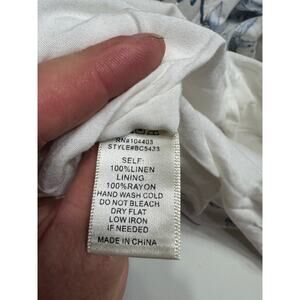 RN#104403
STYLE#BC5433
SELF:
100%LINEN
LINING:
100%RAYON
HAND WASH COLD
DO NOT BLEACH
DRY FLAT
LOW IRON
IF NEEDED
MADE IN CHINA